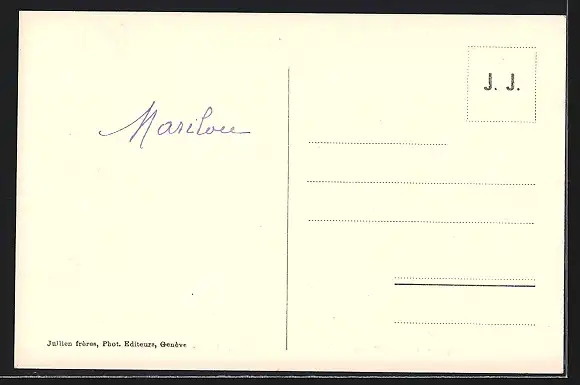 J. J.
Marilou
Jullien frères, Phot. Editeurs, Genève